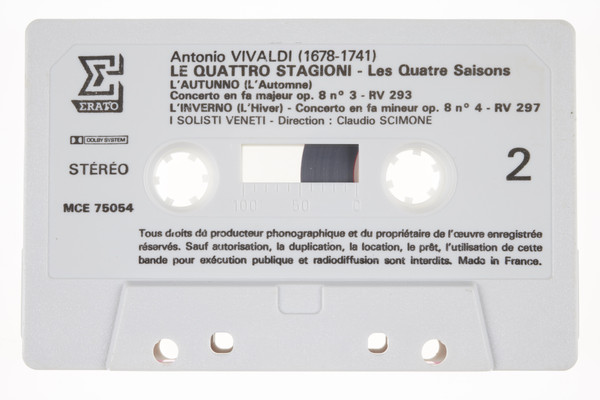 Antonio VIVALDI (1678-1741)
LE QUATTRO STAGIONI - Les Quatre Saisons
L'AUTUNNO (L'Automne)
Concerto en fa majeur op. 8 n° 3 - RV 293
L'INVERNO (L'Hiver) - Concerto en fa mineur op. 8 n° 4 - RV 297
I SOLISTI VENETI - Direction : Claudio SCIMONE
ERATO
DOLBY SYSTEM
STÉRÉO
2
MCE 75054
100 50 0
Tous droits du producteur phonographique et du propriétaire de l'œuvre enregistrée
réservés. Sauf autorisation, la duplication, la location, le prêt, l'utilisation de cette
bande pour exécution publique et radiodiffusion sont interdits. Made in France.